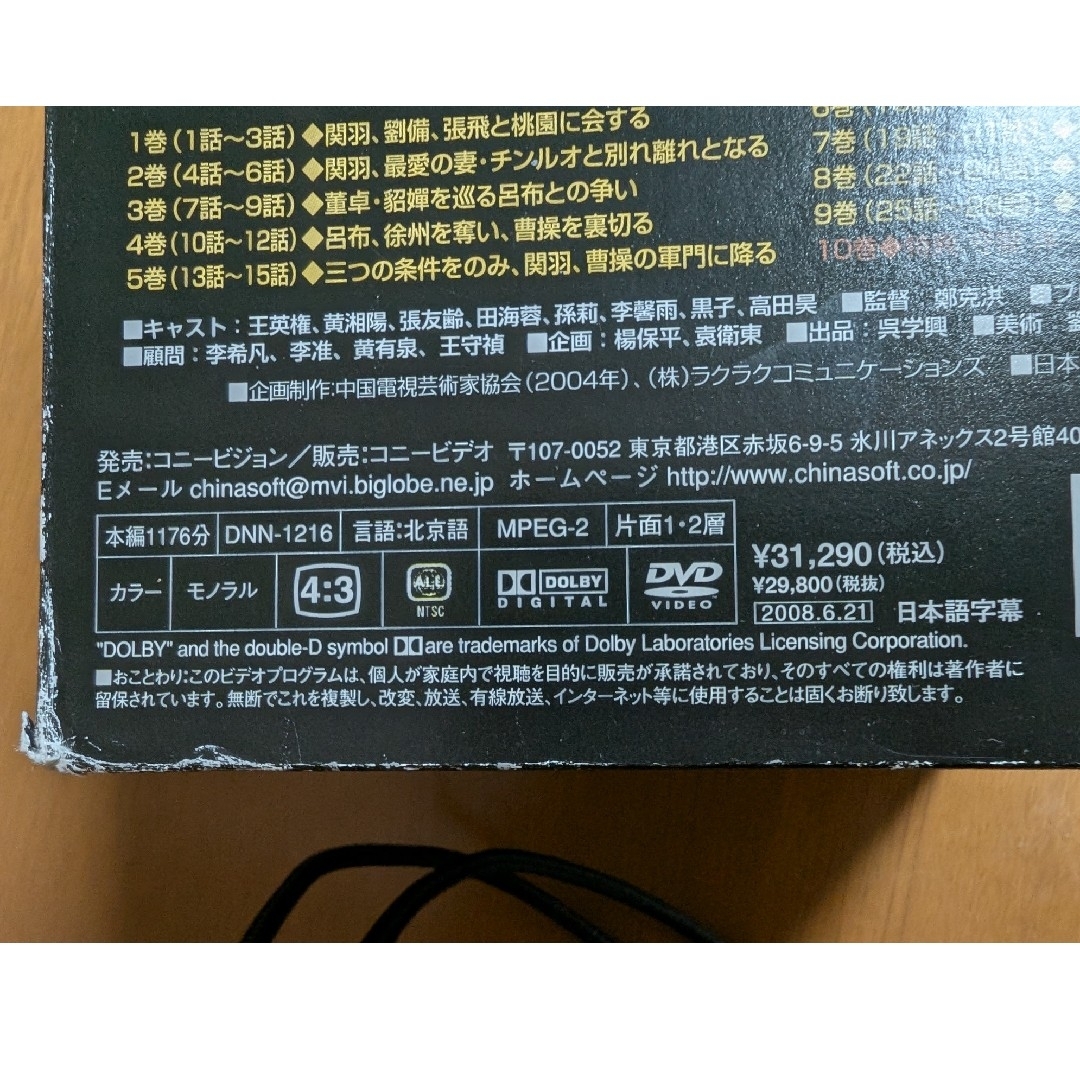 1巻(1話〜3話)◆関羽、劉備、張飛と桃園に会する
2巻(4話〜6話)◆関羽、最愛の妻・チンルオと別れ離れとなる
3巻(7話〜9話)◆董卓・貂嬋を巡る呂布との争い
4巻(10話〜12話)◆呂布、徐州を奪い、曹操を裏切る
5巻(13話〜15話)◆三つの条件をのみ、関羽、曹操の軍門に降る
7巻(19話〜
8巻(22話〜
9巻(25話〜
10巻◆
■キャスト:王英権、黄湘陽、張友齢、田海蓉、孫莉、李馨雨、黒子、高田昊 ■監督 鄭克洪
■顧問:李希凡、李准、黄有泉、王守禎 ■企画:楊保平、袁衛東 ■出品:呉学興 ■美術
■企画制作:中国電視芸術家協会(2004年)、(株)ラクラクコミュニケーションズ ■日本
発売:コニービジョン/販売:コニービデオ 〒107-0052 東京都港区赤坂6-9-5 氷川アネックス2号館40
Eメール chinasoft@mvi.biglobe.ne.jp ホームページ http://www.chinasoft.co.jp/
本編1176分 DNN-1216 言語:北京語 MPEG-2 片面1・2層
カラー モノラル 4:3 ALL NTSC DOLBY DIGITAL DVD VIDEO
¥31,290(税込)
¥29,800(税抜)
2008.6.21 日本語字幕
"DOLBY" and the double-D symbol are trademarks of Dolby Laboratories Licensing Corporation.
■おことわり:このビデオプログラムは、個人が家庭内で視聴を目的に販売が承諾されており、そのすべての権利は著作者に
留保されています。無断でこれを複製し、改変、放送、有線放送、インターネット等に使用することは固くお断り致します。